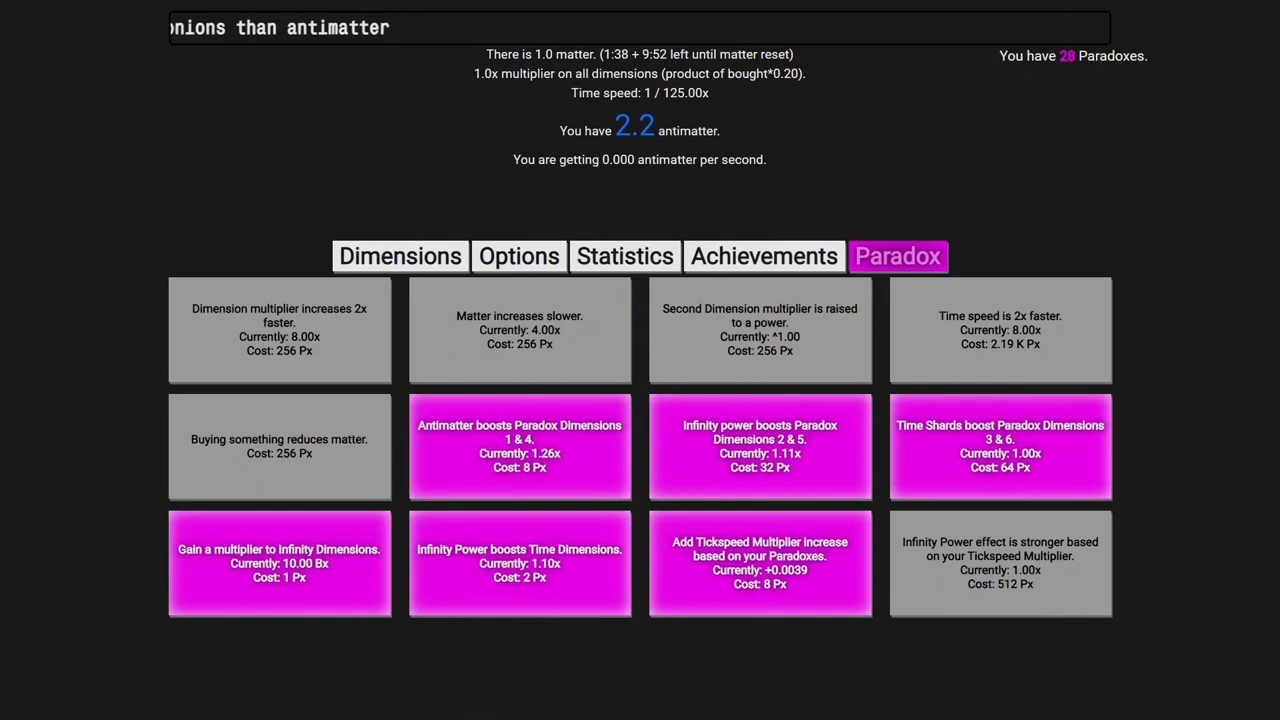 than antimatter
There is 1.0 matter. (1:38 + 9:52 left until matter reset)
You have 28 Paradoxes.
1.0x multiplier on all dimensions (product of bought*0.20).
Time speed: 1 / 125.00x
You have 2.2 antimatter.
You are getting 0.000 antimatter per second.
Dimensions
Options
Statistics
Achievements
Paradox
Dimension multiplier increases 2x
faster.
Currently: 8.00x
Cost: 256 Px
Matter increases slower.
Currently: 4.00x
Cost: 256 Px
Second Dimension multiplier is raised
to a power.
Currently: ^1.00
Cost: 256 Px
Time speed is 2x faster.
Currently: 8.00x
Cost: 2.19 K Px
Buying something reduces matter.
Cost: 256 Px
Antimatter boosts Paradox Dimensions
1 & 4.
Currently: 1.26x
Cost: 8 Px
Infinity power boosts Paradox
Dimensions 2 & 5.
Currently: 1.11x
Cost: 32 Px
Time Shards boost Paradox Dimensions
3 & 6.
Currently: 1.00x
Cost: 64 Px
Gain a multiplier to Infinity Dimensions.
Currently: 10.00 Bx
Cost: 1 Px
Infinity Power boosts Time Dimensions.
Currently: 1.10x
Cost: 2 Px
Add Tickspeed Multiplier increase
based on your Paradoxes.
Currently: +0.0039
Cost: 8 Px
Infinity Power effect is stronger based
on your Tickspeed Multiplier.
Currently: 1.00x
Cost: 512 Px